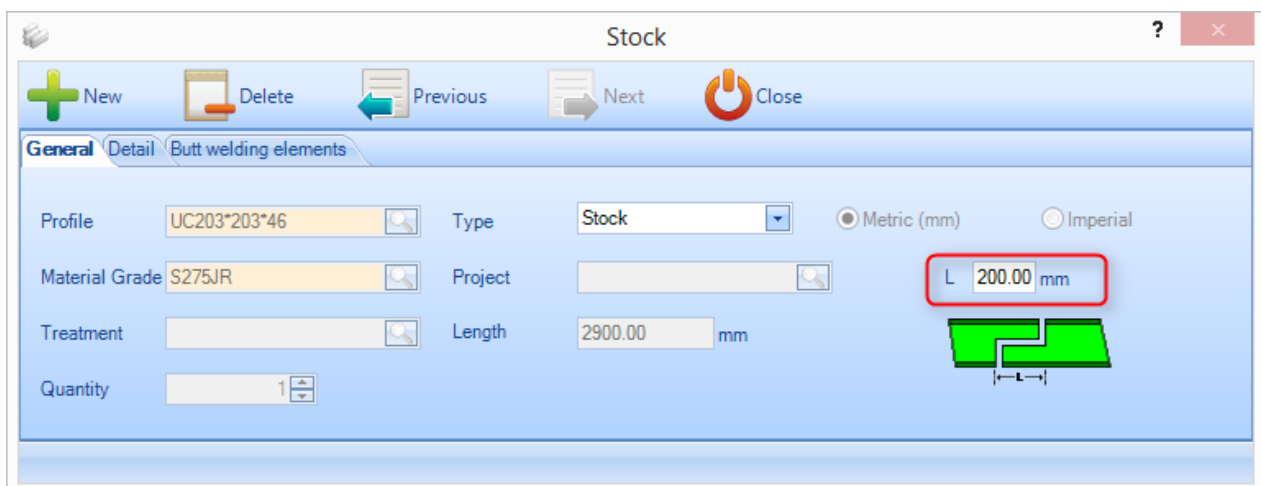 Stock
?
×
New Delete Previous Next Close
General Detail Butt welding elements
Profile UC203*203*46 Type Stock Metric (mm) Imperial
Material Grade S275JR Project L 200.00 mm
Treatment Length 2900.00 mm
L
Quantity 1